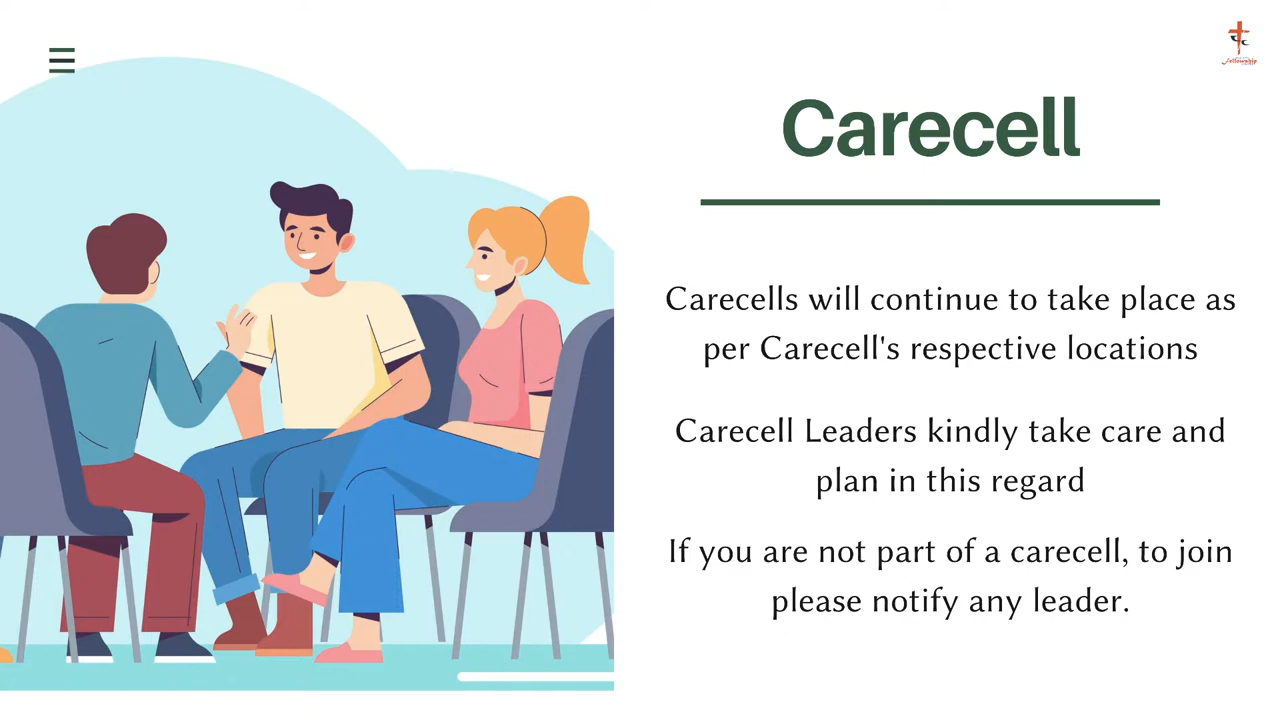 Fellowship
Carecell
Carecells will continue to take place as
per Carecell's respective locations
Carecell Leaders kindly take care and
plan in this regard
If you are not part of a carecell, to join
please notify any leader.